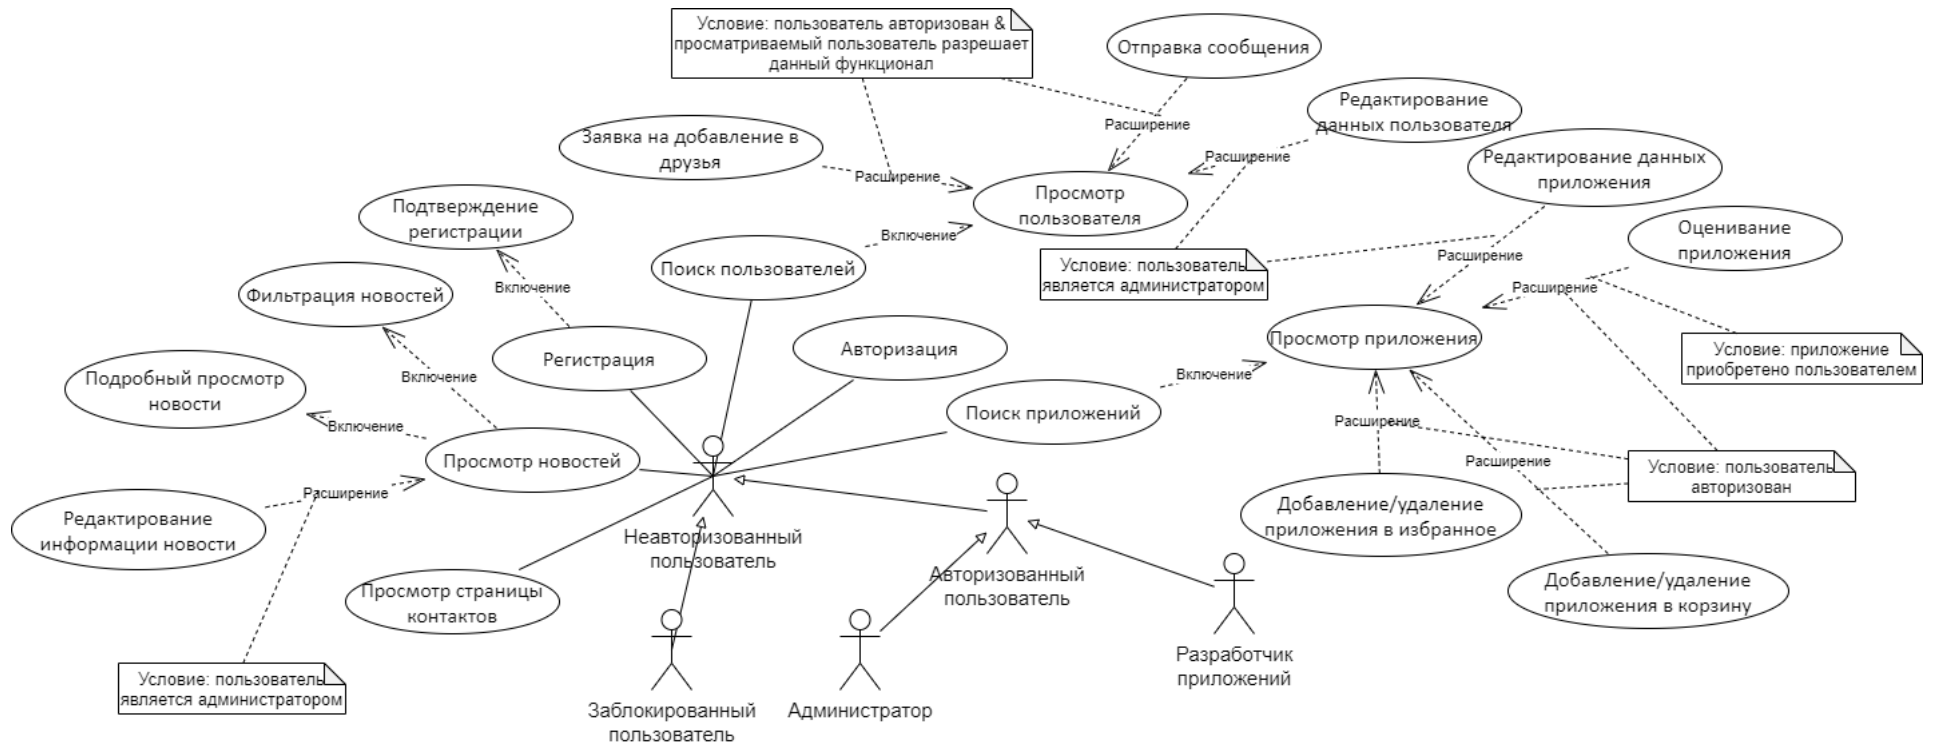 Условие: пользователь авторизован &
просматриваемый пользователь разрешает
данный функционал
Отправка сообщения
Редактирование
данных пользователя
Расширение
Заявка на добавление в
друзья
Расширение
Расширение
Редактирование данных
приложения
Просмотр
пользователя
Подтверждение
регистрации
Включение
Оценивание
приложения
Поиск пользователей
Условие: пользователь
является администратором
Расширение
Фильтрация новостей
Включение
Расширение
Регистрация
Авторизация
Просмотр приложения
Условие: приложение
приобретено пользователем
Подробный просмотр
новости
Включение
Включение
Поиск приложений
Включение
Расширение
Просмотр новостей
Расширение
Условие: пользователь
авторизован
Расширение
Редактирование
информации новости
Добавление/удаление
приложения в избранное
Неавторизованный
пользователь
Авторизованный
пользователь
Добавление/удаление
приложения в корзину
Просмотр страницы
контактов
Разработчик
приложений
Условие: пользователь
является администратором
Заблокированный
пользователь
Администратор